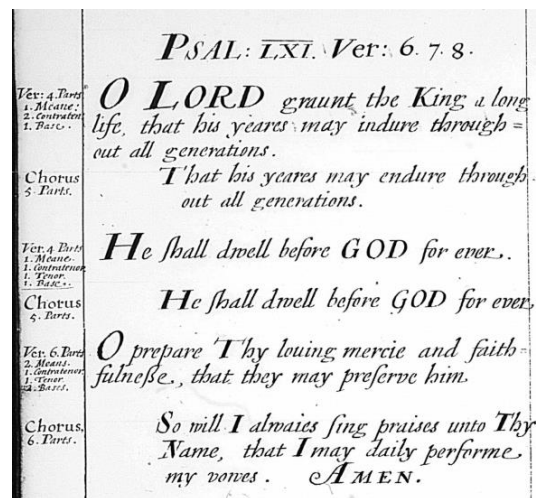 PSAL: LXI. Ver: 6. 7. 8.
Ver: 4. Parts
1. Meane:
2. Contraten
1. Base.
O LORD graunt the King a long
life, that his yeares may indure through=
out all generations.
Chorus
5. Parts.
That his yeares may endure through
out all generations.
Ver. 4 Parts
1. Meane.
1. Contratenor
1. Tenor.
1. Base.
He ſhall dwell before GOD for ever.
Chorus
5. Parts.
He ſhall dwell before GOD for ever,
Ver. 6. Parts
2. Means.
1. Contratenor
1. Tenor.
2. Bases.
O prepare Thy louing mercie and faith=
fulneſse, that they may preſerve him
Chorus,
6. Parts.
So will I alwaies ſing praises unto Thy
Name, that I may daily performe
my vowes. AMEN.